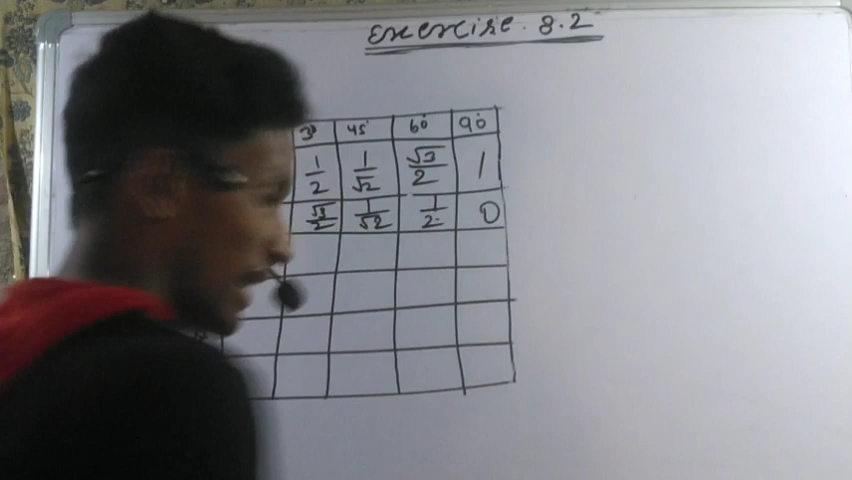 Exercise. 8.2
30 45° 60° 90°
1/2 1/√2 √3/2 1
√3/2 1/√2 1/2 0